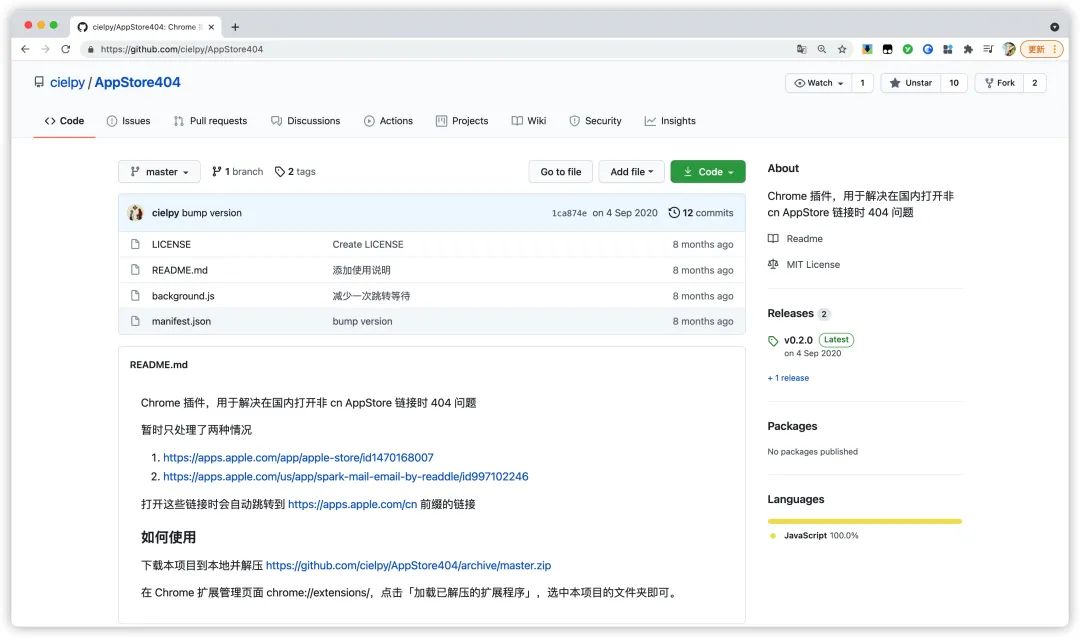 cielpy/AppStore404: Chrome
https://github.com/cielpy/AppStore404
更新
cielpy / AppStore404
Watch 1
Unstar 10
Fork 2
Code
Issues
Pull requests
Discussions
Actions
Projects
Wiki
Security
Insights
master
1 branch
2 tags
Go to file
Add file
Code
cielpy bump version
1ca874e on 4 Sep 2020
12 commits
LICENSE Create LICENSE 8 months ago
README.md 添加使用说明 8 months ago
background.js 减少一次跳转等待 8 months ago
manifest.json bump version 8 months ago
README.md
Chrome 插件，用于解决在国内打开非 cn AppStore 链接时 404 问题
暂时只处理了两种情况
1. https://apps.apple.com/app/apple-store/id1470168007
2. https://apps.apple.com/us/app/spark-mail-email-by-readdle/id997102246
打开这些链接时会自动跳转到 https://apps.apple.com/cn 前缀的链接
如何使用
下载本项目到本地并解压 https://github.com/cielpy/AppStore404/archive/master.zip
在 Chrome 扩展管理页面 chrome://extensions/，点击「加载已解压的扩展程序」，选中本项目的文件夹即可。
About
Chrome 插件，用于解决在国内打开非
cn AppStore 链接时 404 问题
Readme
MIT License
Releases 2
v0.2.0 Latest
on 4 Sep 2020
+ 1 release
Packages
No packages published
Languages
JavaScript 100.0%